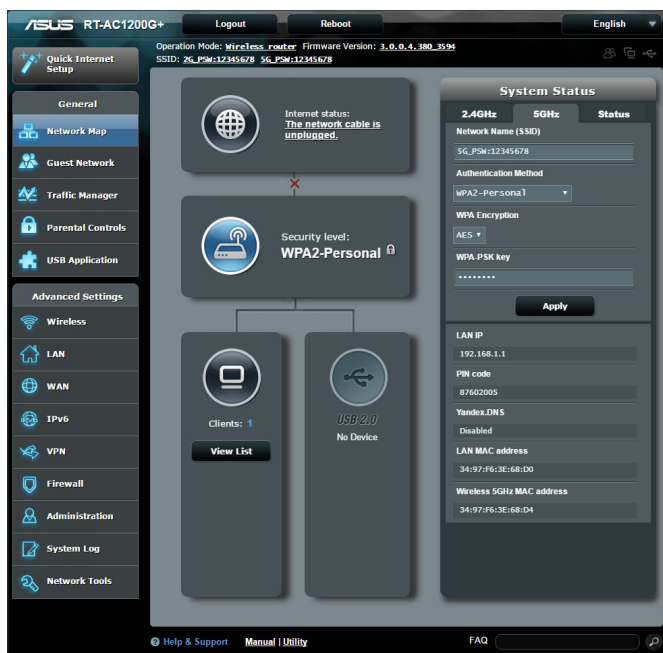 ASUS RT-AC1200G+ Logout Reboot English
Operation Mode: Wireless router Firmware Version: 3.0.0.4.380_3594
SSID: 2G_PSW:12345678 5G_PSW:12345678
Quick Internet
Setup
General
Network Map
Guest Network
Traffic Manager
Parental Controls
USB Application
Advanced Settings
Wireless
LAN
WAN
IPv6
VPN
Firewall
Administration
System Log
Network Tools
Internet status:
The network cable is
unplugged.
Security level:
WPA2-Personal
Clients: 1
View List
USB 2.0
No Device
System Status
2.4GHz 5GHz Status
Network Name (SSID)
5G_PSW:12345678
Authentication Method
WPA2-Personal
WPA Encryption
AES
WPA-PSK key
········
Apply
LAN IP
192.168.1.1
PIN code
87602005
Yandex.DNS
Disabled
LAN MAC address
34:97:F6:3E:68:D0
Wireless 5GHz MAC address
34:97:F6:3E:68:D4
Help & Support Manual | Utility FAQ